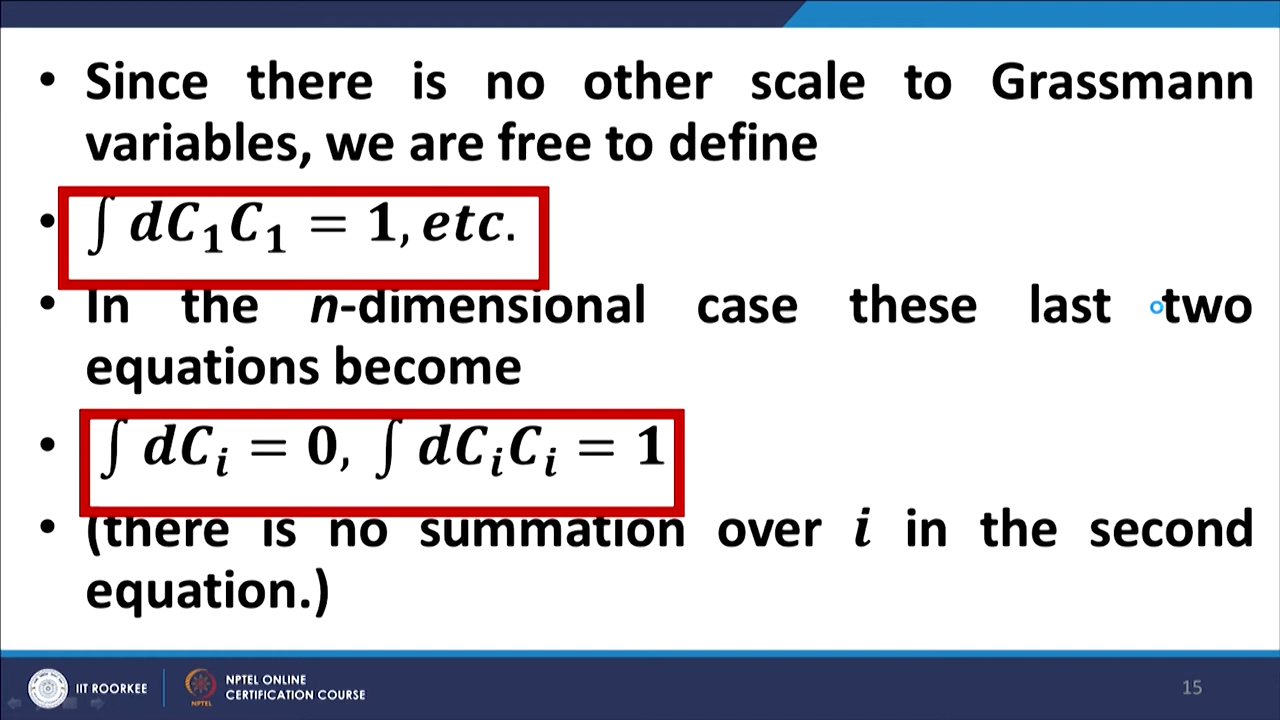 • Since there is no other scale to Grassmann
variables, we are free to define
• ∫ dC₁C₁ = 1, etc.
• In the n-dimensional case these last two
equations become
• ∫ dCᵢ = 0, ∫ dCᵢCᵢ = 1
• (there is no summation over i in the second
equation.)
IIT ROORKEE
NPTEL
NPTEL ONLINE
CERTIFICATION COURSE
15